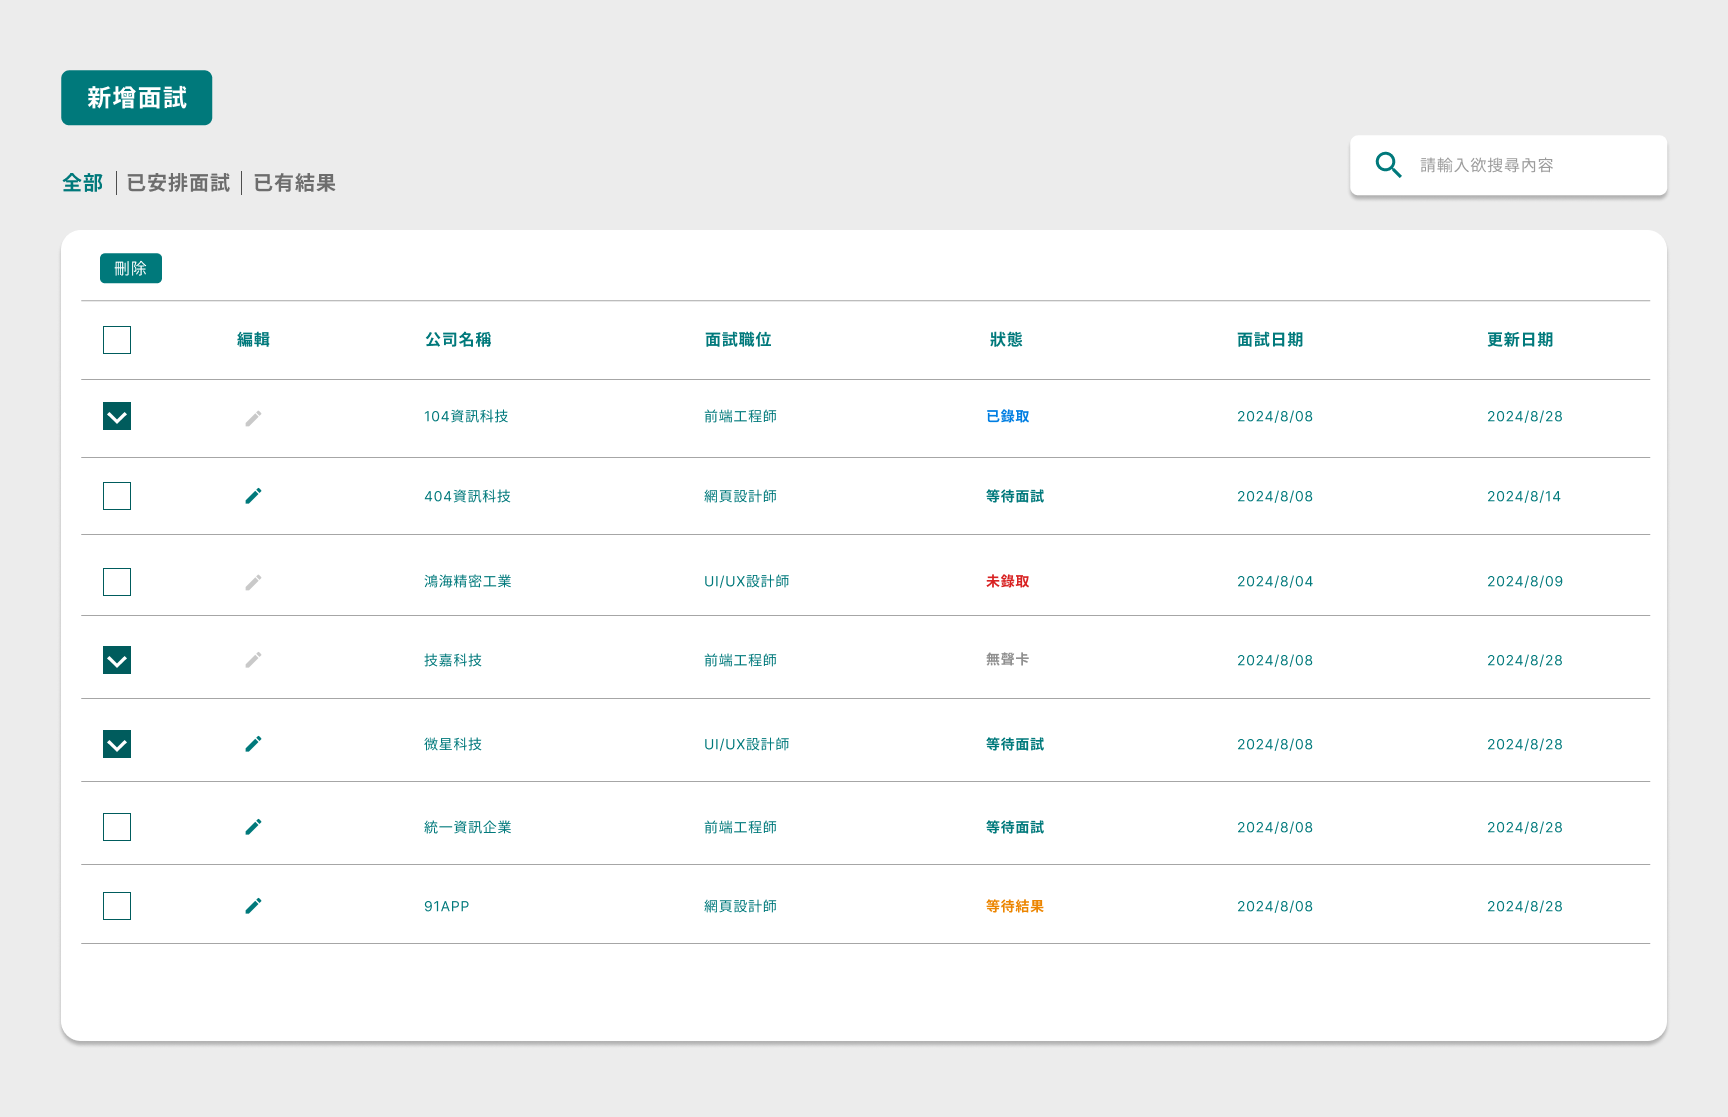 新增面試
請輸入欲搜尋內容
全部 已安排面試 已有結果
刪除
編輯 公司名稱 面試職位 狀態 面試日期 更新日期
104資訊科技 前端工程師 已錄取 2024/8/08 2024/8/28
404資訊科技 網頁設計師 等待面試 2024/8/08 2024/8/14
鴻海精密工業 UI/UX設計師 未錄取 2024/8/04 2024/8/09
技嘉科技 前端工程師 無聲卡 2024/8/08 2024/8/28
微星科技 UI/UX設計師 等待面試 2024/8/08 2024/8/28
統一資訊企業 前端工程師 等待面試 2024/8/08 2024/8/28
91APP 網頁設計師 等待結果 2024/8/08 2024/8/28